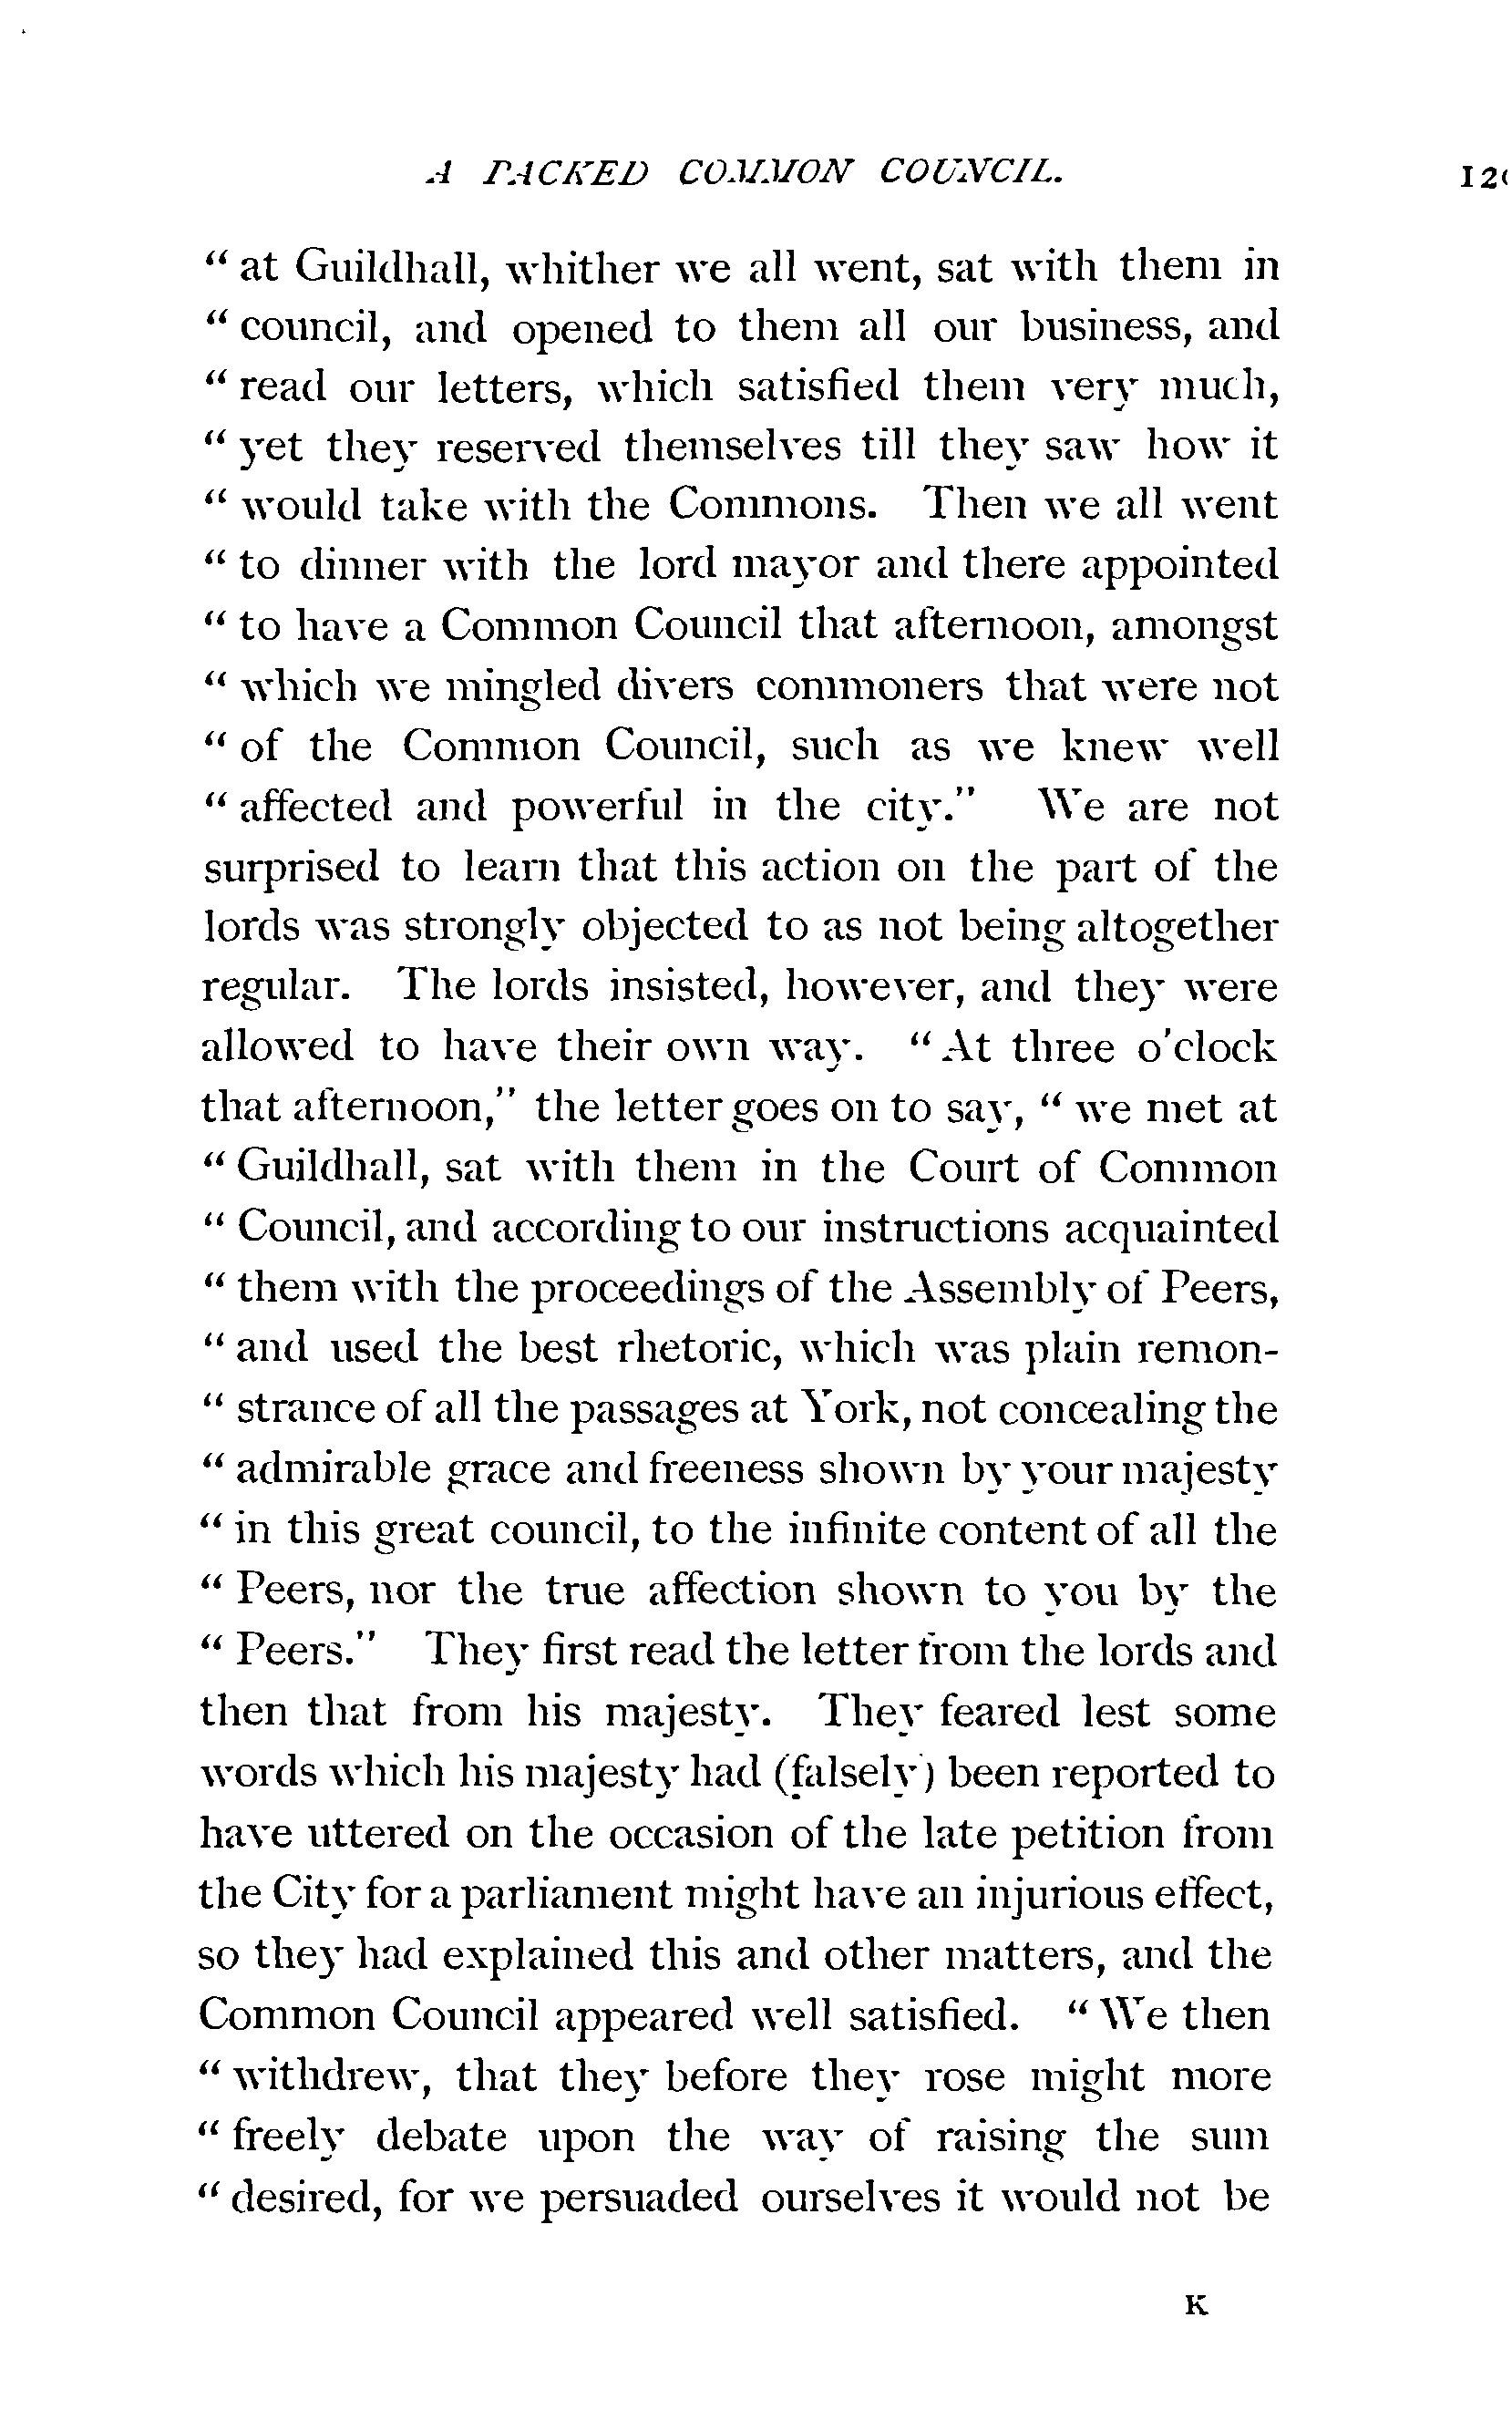 A PACKED COMMON COUNCIL. 12
“ at Guildhall, whither we all went, sat with them in
“ council, and opened to them all our business, and
“ read our letters, which satisfied them very much,
“ yet they reserved themselves till they saw how it
“ would take with the Commons. Then we all went
“ to dinner with the lord mayor and there appointed
“ to have a Common Council that afternoon, amongst
“ which we mingled divers commoners that were not
“ of the Common Council, such as we knew well
“ affected and powerful in the city.” We are not
surprised to learn that this action on the part of the
lords was strongly objected to as not being altogether
regular. The lords insisted, however, and they were
allowed to have their own way. “ At three o'clock
that afternoon,” the letter goes on to say, “ we met at
“ Guildhall, sat with them in the Court of Common
“ Council, and according to our instructions acquainted
“ them with the proceedings of the Assembly of Peers,
“ and used the best rhetoric, which was plain remon-
“ strance of all the passages at York, not concealing the
“ admirable grace and freeness shown by your majesty
“ in this great council, to the infinite content of all the
“ Peers, nor the true affection shown to you by the
“ Peers.” They first read the letter from the lords and
then that from his majesty. They feared lest some
words which his majesty had (falsely) been reported to
have uttered on the occasion of the late petition from
the City for a parliament might have an injurious effect,
so they had explained this and other matters, and the
Common Council appeared well satisfied. “ We then
“ withdrew, that they before they rose might more
“ freely debate upon the way of raising the sum
“ desired, for we persuaded ourselves it would not be
K